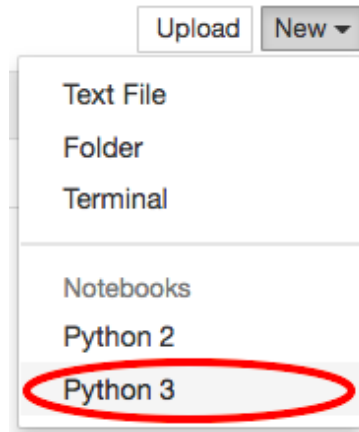 Upload New
Text File
Folder
Terminal
Notebooks
Python 2
Python 3